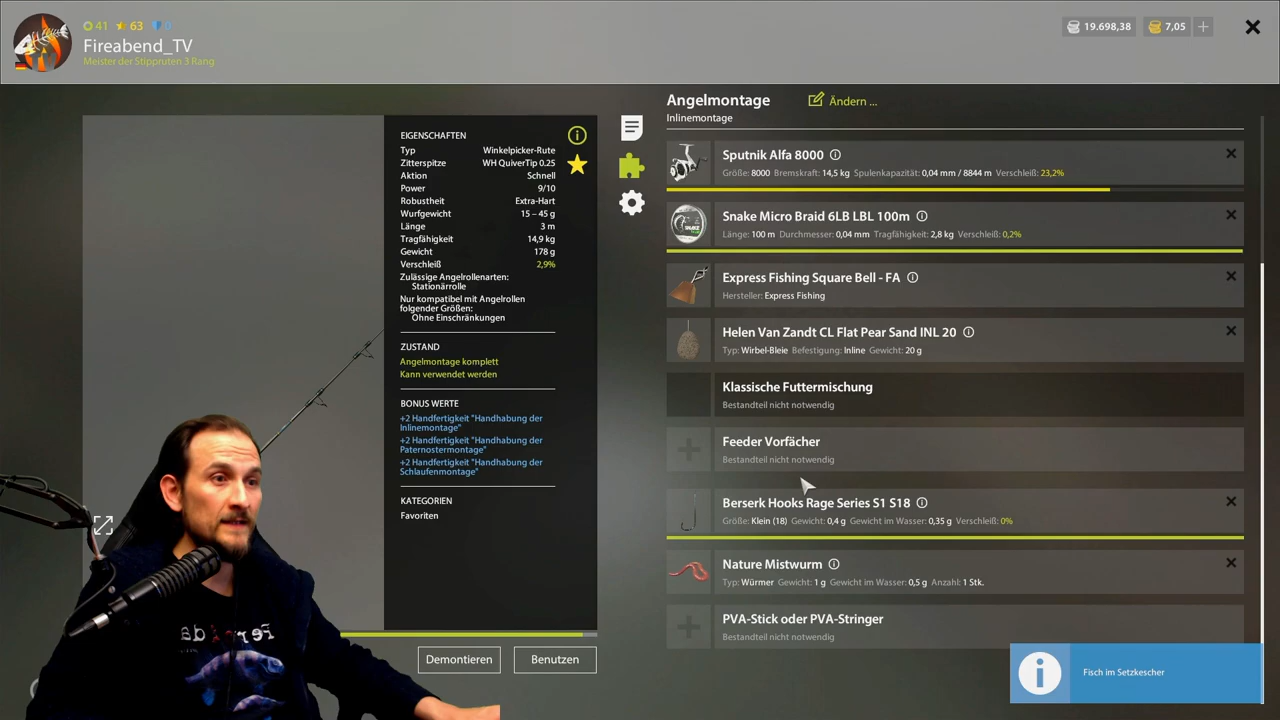 41 63 0
Fireabend_TV
Meister der Stippruten 3 Rang
19.698,38
7,05
EIGENSCHAFTEN
Typ Winkelpicker-Rute
Zitterspitze WH QuiverTip 0.25
Aktion Schnell
Power 9/10
Robustheit Extra-Hart
Wurfgewicht 15 – 45 g
Länge 3 m
Tragfähigkeit 14,9 kg
Gewicht 178 g
Verschleiß 2,9%
Zulässige Angelrollenarten:
Stationärrolle
Nur kompatibel mit Angelrollen
folgender Größen:
Ohne Einschränkungen
ZUSTAND
Angelmontage komplett
Kann verwendet werden
BONUS WERTE
+2 Handfertigkeit "Handhabung der
Inlinemontage"
+2 Handfertigkeit "Handhabung der
Paternostermontage"
+2 Handfertigkeit "Handhabung der
Schlaufenmontage"
KATEGORIEN
Favoriten
Demontieren
Benutzen
Angelmontage
Ändern ...
Inlinemontage
Sputnik Alfa 8000
Größe: 8000 Bremskraft: 14,5 kg Spulenkapazität: 0,04 mm / 8844 m Verschleiß: 23,2%
Snake Micro Braid 6LB LBL 100m
Länge: 100 m Durchmesser: 0,04 mm Tragfähigkeit: 2,8 kg Verschleiß: 0,2%
Express Fishing Square Bell - FA
Hersteller: Express Fishing
Helen Van Zandt CL Flat Pear Sand INL 20
Typ: Wirbel-Bleie Befestigung: Inline Gewicht: 20 g
Klassische Futtermischung
Bestandteil nicht notwendig
Feeder Vorfächer
Bestandteil nicht notwendig
Berserk Hooks Rage Series S1 S18
Größe: Klein (18) Gewicht: 0,4 g Gewicht im Wasser: 0,35 g Verschleiß: 0%
Nature Mistwurm
Typ: Würmer Gewicht: 1 g Gewicht im Wasser: 0,5 g Anzahl: 1 Stk.
PVA-Stick oder PVA-Stringer
Bestandteil nicht notwendig
Fisch im Setzkescher